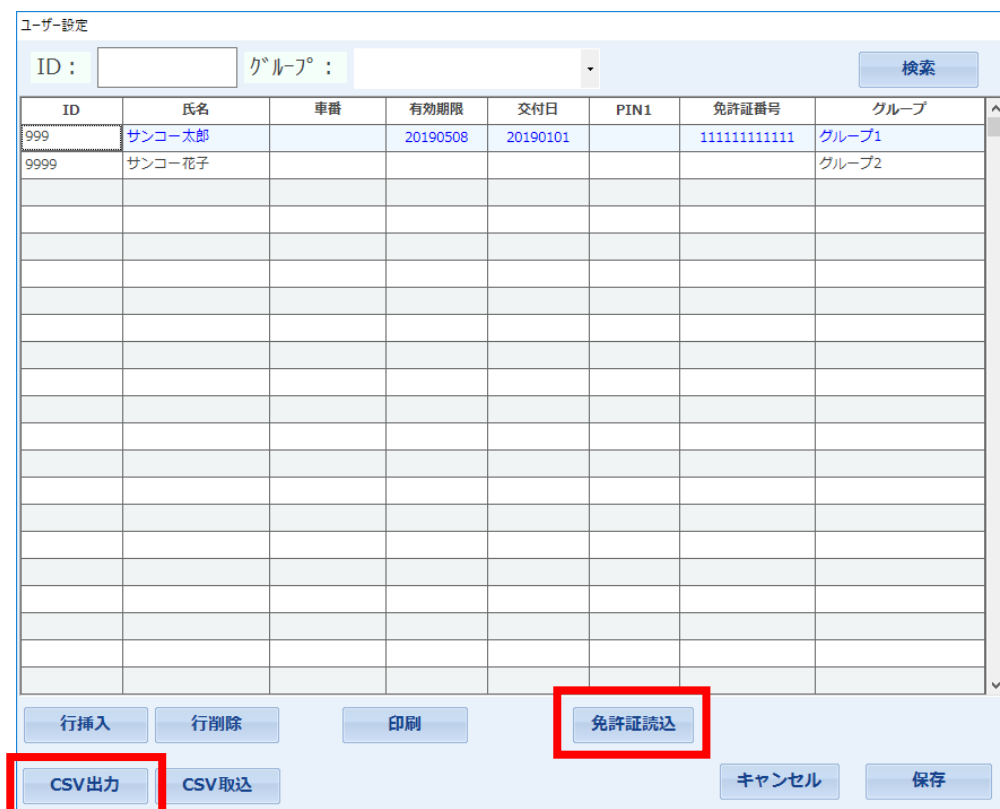 ユーザー設定
ID： ｸﾞﾙｰﾌﾟ： 検索
ID 氏名 車番 有効期限 交付日 PIN1 免許証番号 グループ
999 サンコー太郎 20190508 20190101 111111111111 グループ1
9999 サンコー花子 グループ2
行挿入 行削除 印刷 免許証読込
CSV出力 CSV取込 キャンセル 保存